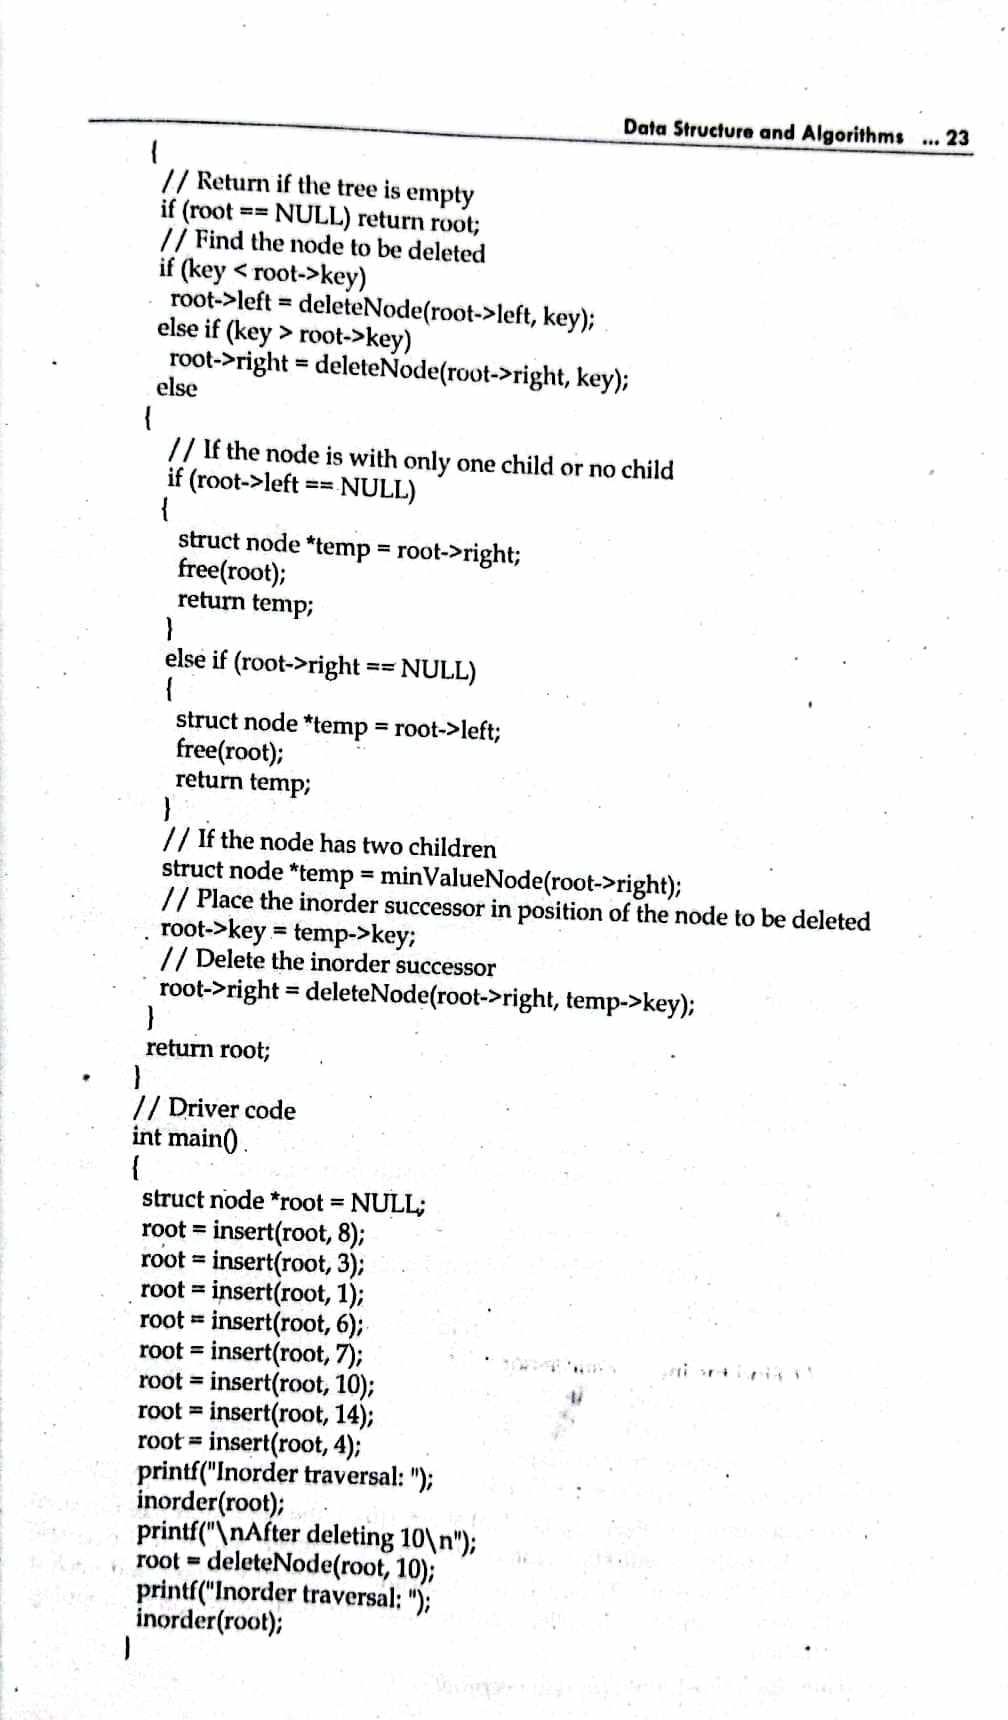 Data Structure and Algorithms ... 23
{
// Return if the tree is empty
if (root == NULL) return root;
// Find the node to be deleted
if (key < root->key)
root->left = deleteNode(root->left, key);
else if (key > root->key)
root->right = deleteNode(root->right, key);
else
{
// If the node is with only one child or no child
if (root->left == NULL)
{
struct node *temp = root->right;
free(root);
return temp;
}
else if (root->right == NULL)
{
struct node *temp = root->left;
free(root);
return temp;
}
// If the node has two children
struct node *temp = minValueNode(root->right);
// Place the inorder successor in position of the node to be deleted
root->key = temp->key;
// Delete the inorder successor
root->right = deleteNode(root->right, temp->key);
}
return root;
}
// Driver code
int main()
{
struct node *root = NULL;
root = insert(root, 8);
root = insert(root, 3);
root = insert(root, 1);
root = insert(root, 6);
root = insert(root, 7);
root = insert(root, 10);
root = insert(root, 14);
root = insert(root, 4);
printf("Inorder traversal: ");
inorder(root);
printf("\nAfter deleting 10\n");
root = deleteNode(root, 10);
printf("Inorder traversal: ");
inorder(root);
}